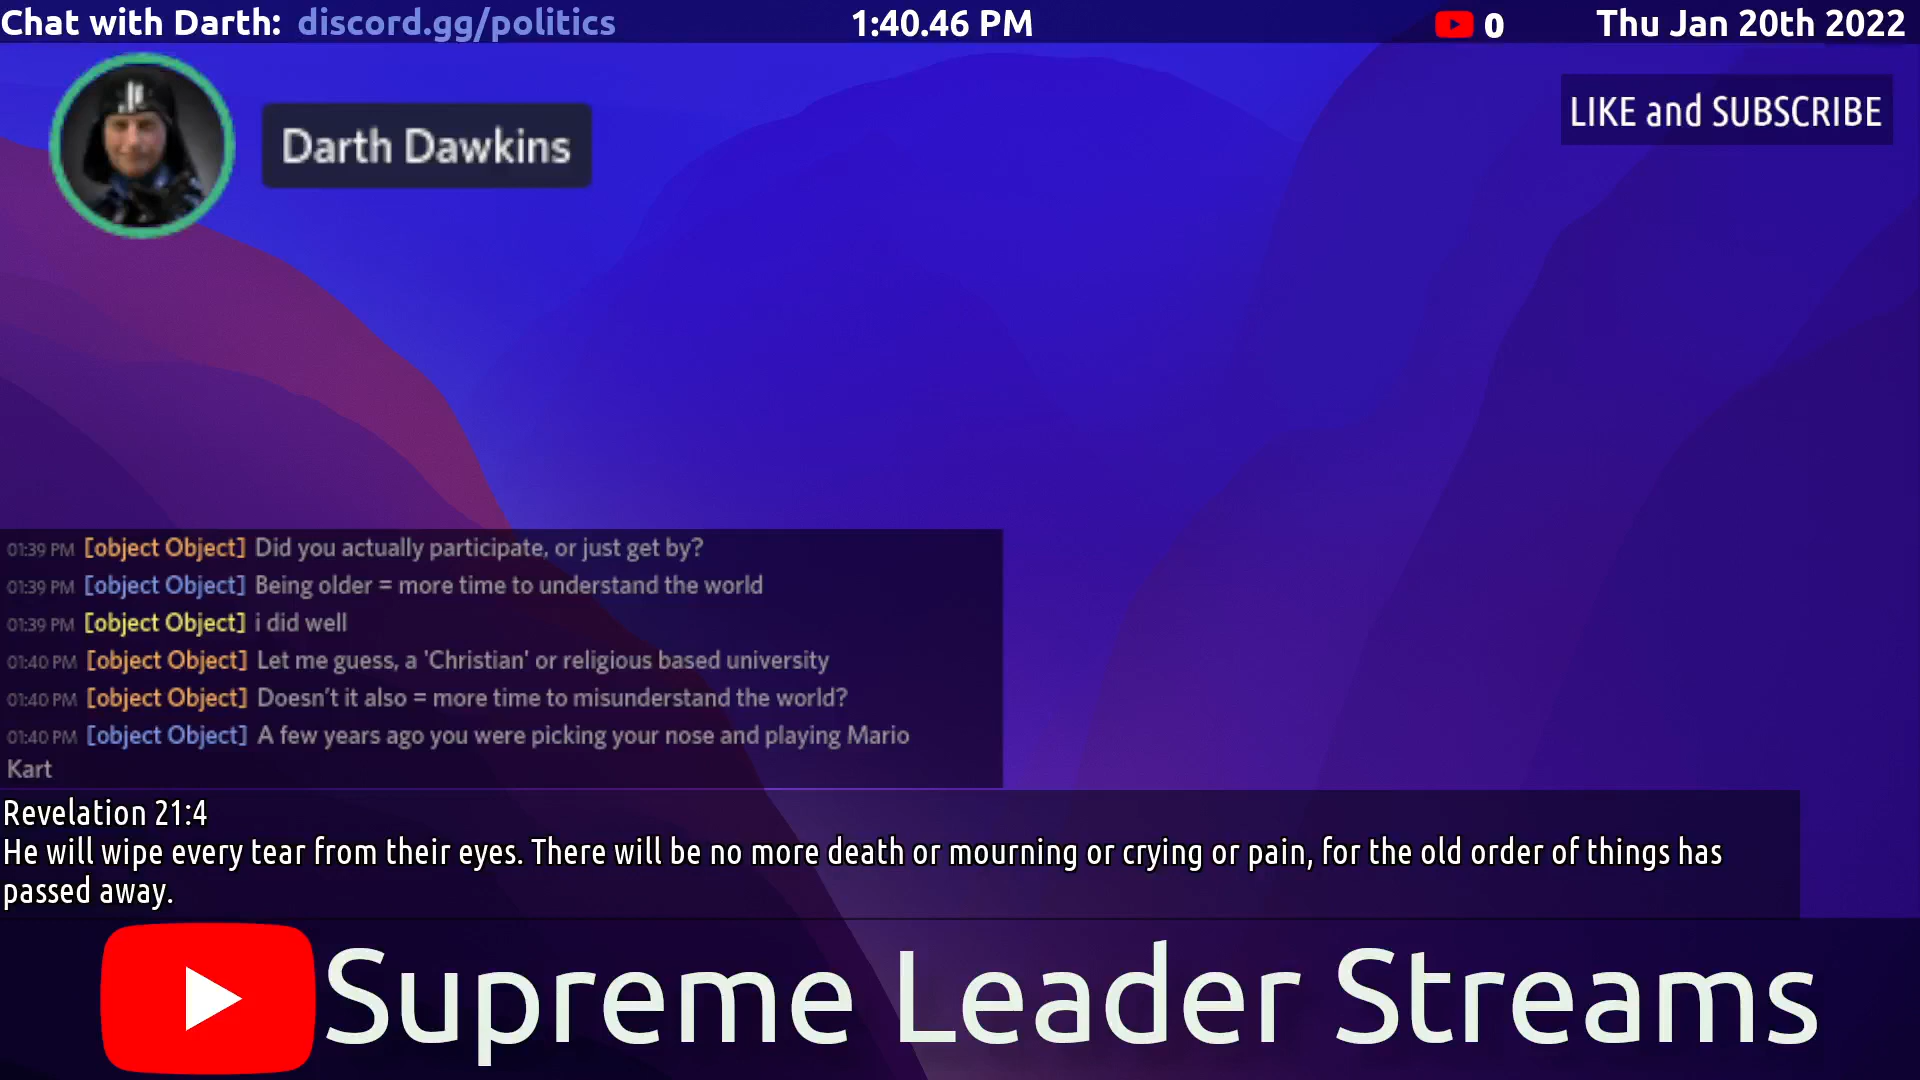 Chat with Darth: discord.gg/politics 1:40.46 PM 0 Thu Jan 20th 2022
Darth Dawkins
LIKE and SUBSCRIBE
01:39 PM [object Object] Did you actually participate, or just get by?
01:39 PM [object Object] Being older = more time to understand the world
01:39 PM [object Object] i did well
01:40 PM [object Object] Let me guess, a 'Christian' or religious based university
01:40 PM [object Object] Doesn't it also = more time to misunderstand the world?
01:40 PM [object Object] A few years ago you were picking your nose and playing Mario
Kart
Revelation 21:4
He will wipe every tear from their eyes. There will be no more death or mourning or crying or pain, for the old order of things has
passed away.
Supreme Leader Streams